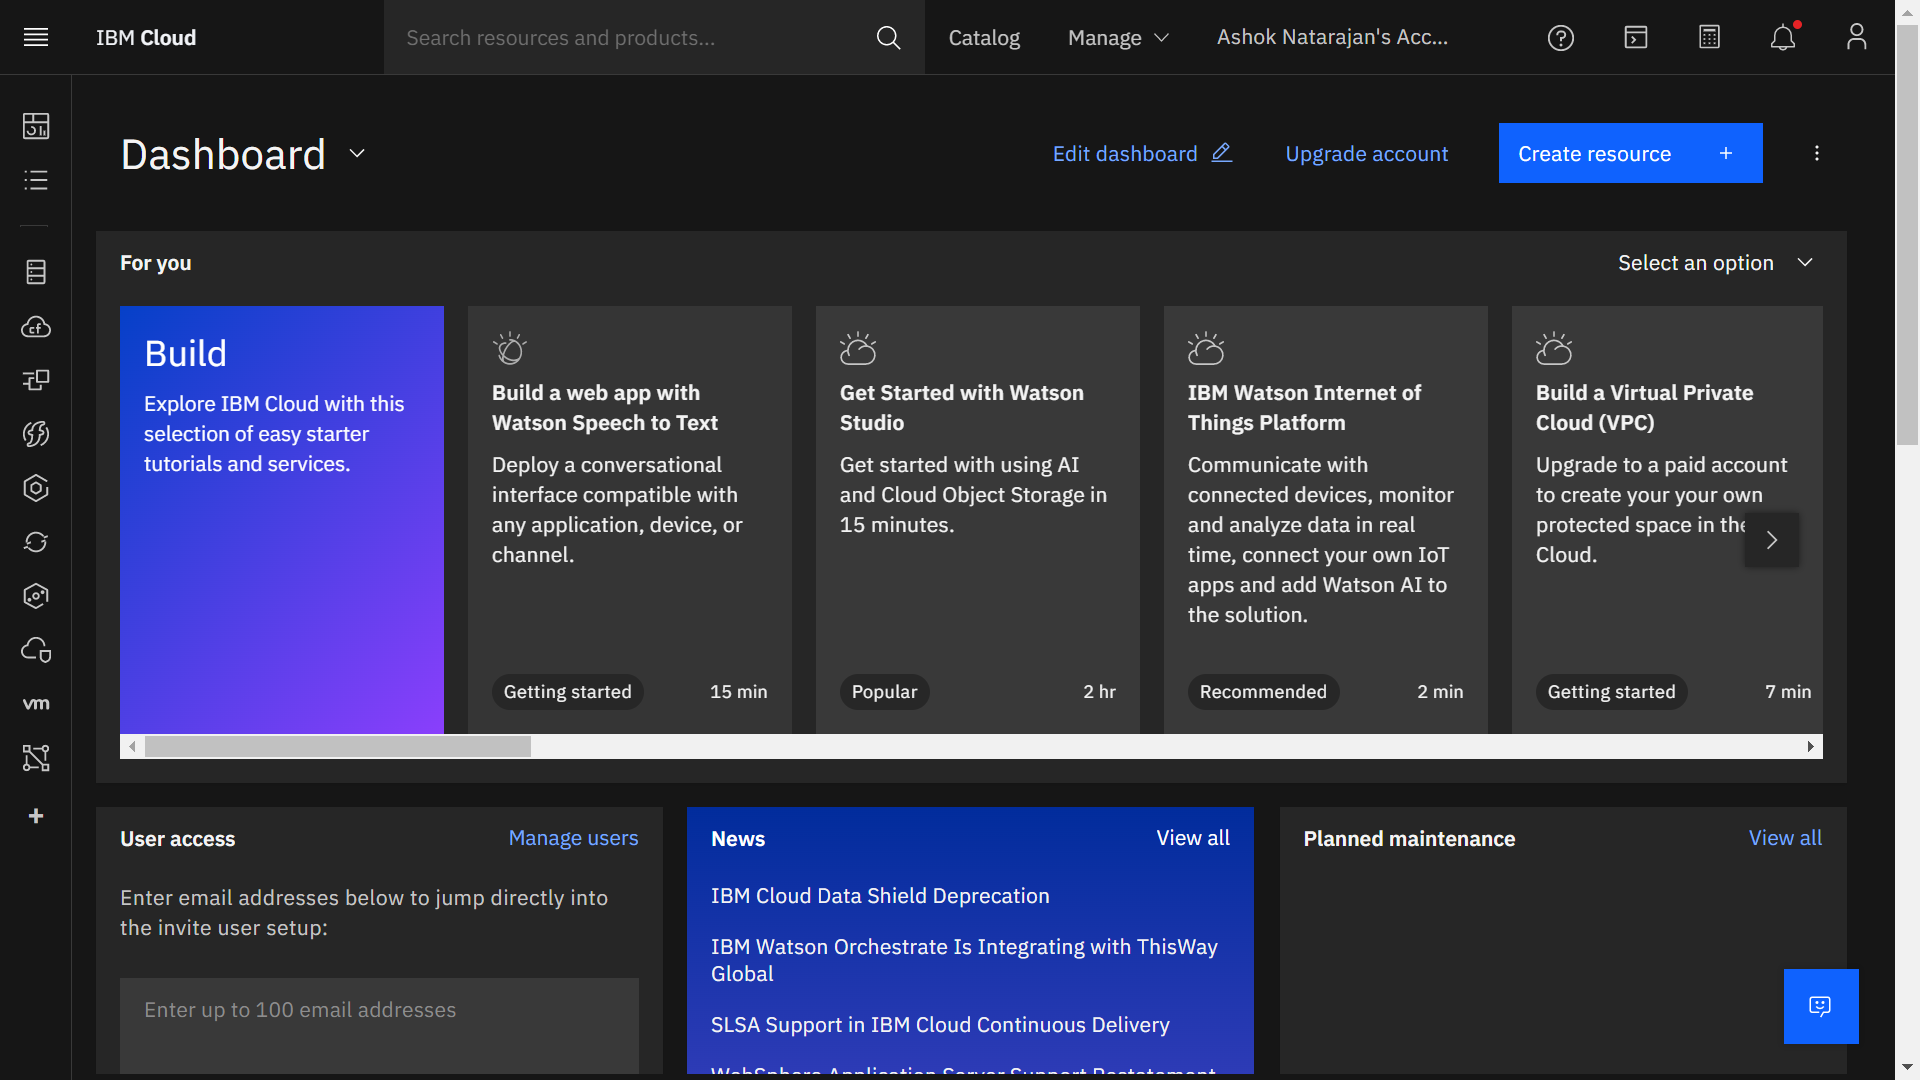 IBM Cloud
Search resources and products...
Catalog
Manage
Ashok Natarajan's Acc...
Dashboard
Edit dashboard
Upgrade account
Create resource
For you
Select an option
Build
Explore IBM Cloud with this
selection of easy starter
tutorials and services.
Build a web app with
Watson Speech to Text
Deploy a conversational
interface compatible with
any application, device, or
channel.
Getting started
15 min
Get Started with Watson
Studio
Get started with using AI
and Cloud Object Storage in
15 minutes.
Popular
2 hr
IBM Watson Internet of
Things Platform
Communicate with
connected devices, monitor
and analyze data in real
time, connect your own IoT
apps and add Watson AI to
the solution.
Recommended
2 min
Build a Virtual Private
Cloud (VPC)
Upgrade to a paid account
to create your your own
protected space in the
Cloud.
Getting started
7 min
cf
vm
User access
Manage users
Enter email addresses below to jump directly into
the invite user setup:
Enter up to 100 email addresses
News
View all
IBM Cloud Data Shield Deprecation
IBM Watson Orchestrate Is Integrating with ThisWay
Global
SLSA Support in IBM Cloud Continuous Delivery
WebSphere Application Server Support Restatement
Planned maintenance
View all